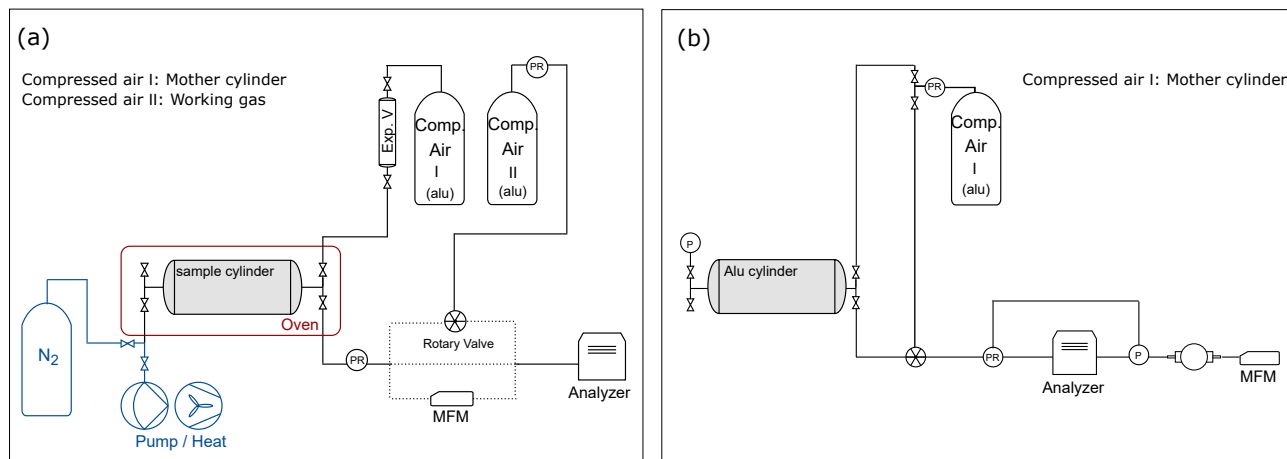 (a)
Compressed air I: Mother cylinder
Compressed air II: Working gas
Exp. V
Comp.
Air
I
(alu)
Comp.
Air
II
(alu)
PR
sample cylinder
Oven
N2
Pump / Heat
PR
Rotary Valve
MFM
Analyzer
(b)
Compressed air I: Mother cylinder
PR
Comp.
Air
I
(alu)
P
Alu cylinder
PR
Analyzer
P
MFM